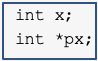 int x;
int *px;